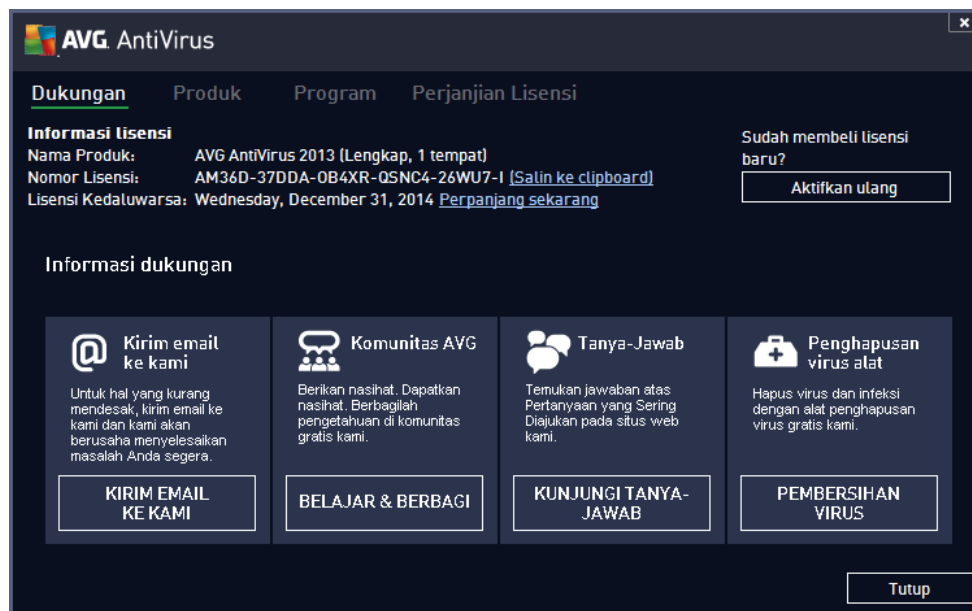 AVG. AntiVirus
Dukungan Produk Program Perjanjian Lisensi
Informasi lisensi
Nama Produk: AVG AntiVirus 2013 (Lengkap, 1 tempat)
Nomor Lisensi: AM36D-37DDA-OB4XR-QSNC4-26WU7-I (Salin ke clipboard)
Lisensi Kedaluwarsa: Wednesday, December 31, 2014 Perpanjang sekarang
Sudah membeli lisensi
baru?
Aktifkan ulang
Informasi dukungan
Kirim email
ke kami
Untuk hal yang kurang
mendesak, kirim email ke
kami dan kami akan
berusaha menyelesaikan
masalah Anda segera.
KIRIM EMAIL
KE KAMI
Komunitas AVG
Berikan nasihat. Dapatkan
nasihat. Berbagilah
pengetahuan di komunitas
gratis kami.
BELAJAR & BERBAGI
Tanya-Jawab
Temukan jawaban atas
Pertanyaan yang Sering
Diajukan pada situs web
kami.
KUNJUNGI TANYA-
JAWAB
Penghapusan
virus alat
Hapus virus dan infeksi
dengan alat penghapusan
virus gratis kami.
PEMBERSIHAN
VIRUS
Tutup